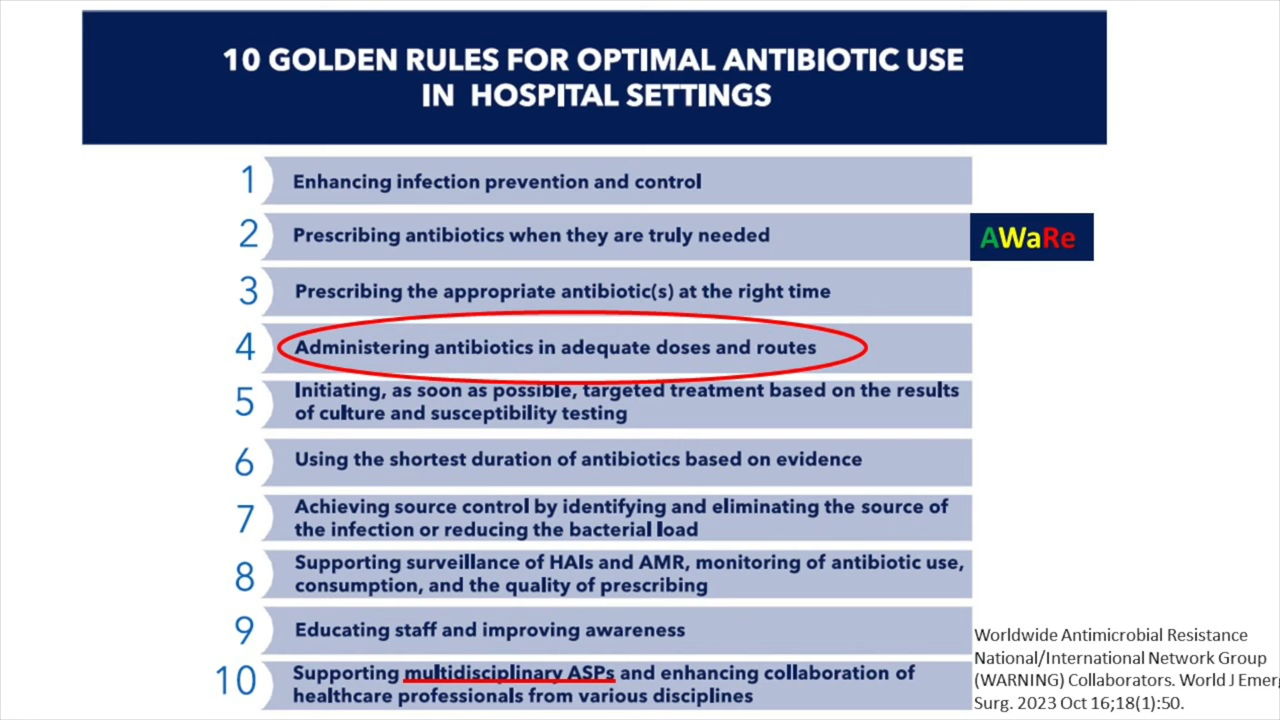 10 GOLDEN RULES FOR OPTIMAL ANTIBIOTIC USE
IN HOSPITAL SETTINGS
1 Enhancing infection prevention and control
2 Prescribing antibiotics when they are truly needed
AWaRe
3 Prescribing the appropriate antibiotic(s) at the right time
4 Administering antibiotics in adequate doses and routes
5 Initiating, as soon as possible, targeted treatment based on the results
of culture and susceptibility testing
6 Using the shortest duration of antibiotics based on evidence
7 Achieving source control by identifying and eliminating the source of
the infection or reducing the bacterial load
8 Supporting surveillance of HAIs and AMR, monitoring of antibiotic use,
consumption, and the quality of prescribing
9 Educating staff and improving awareness
10 Supporting multidisciplinary ASPs and enhancing collaboration of
healthcare professionals from various disciplines
Worldwide Antimicrobial Resistance
National/International Network Group
(WARNING) Collaborators. World J Emerg
Surg. 2023 Oct 16;18(1):50.